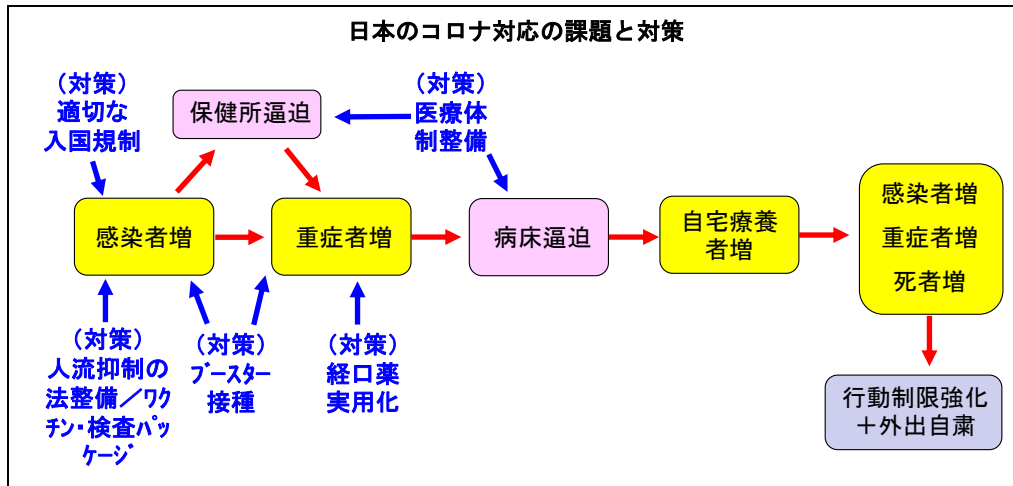 日本のコロナ対応の課題と対策
（対策）
適切な
入国規制
保健所逼迫
（対策）
医療体
制整備
感染者増
重症者増
病床逼迫
自宅療養
者増
感染者増
重症者増
死者増
（対策）
人流抑制の
法整備／ワク
チン・検査パッ
ケージ
（対策）
ブースター
接種
（対策）
経口薬
実用化
行動制限強化
＋外出自粛